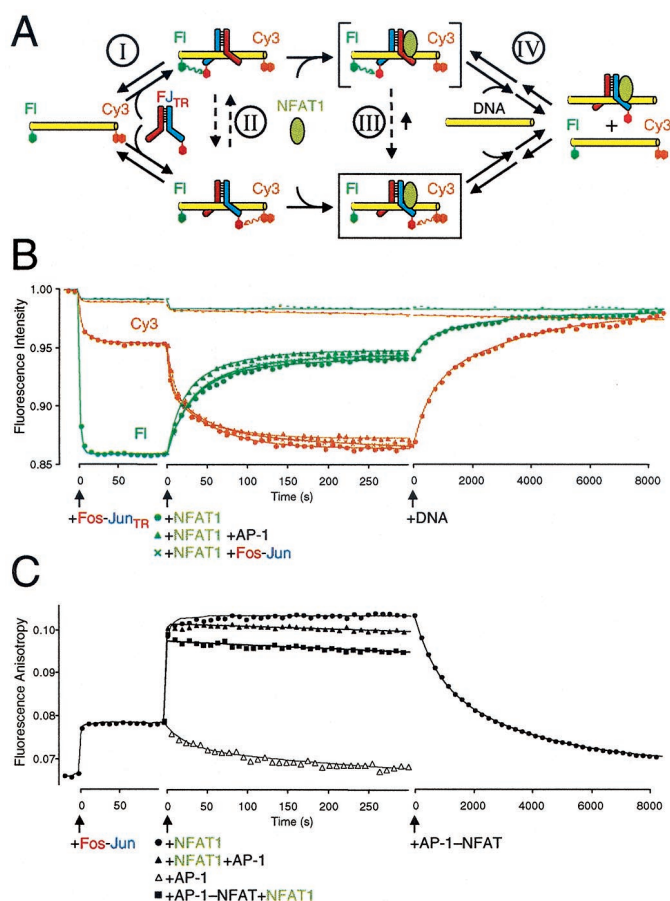 A
I
II
III
IV
Fl
Cy3
FJTR
Fl
Cy3
NFAT1
Fl
Cy3
DNA
Fl
Cy3
Fl
Cy3
+
Fl
Cy3
B
Fluorescence Intensity
1.00
0.95
0.90
0.85
Cy3
Fl
0 50
0 50 100 150 200 250
0 2000 4000 6000 8000
Time (s)
Time (s)
+Fos-JunTR
+NFAT1
+NFAT1 +AP-1
+NFAT1 +Fos-Jun
+DNA
C
Fluorescence Anisotropy
0.10
0.09
0.08
0.07
0 50
0 50 100 150 200 250
0 2000 4000 6000 8000
Time (s)
Time (s)
+Fos-Jun
+NFAT1
+NFAT1+AP-1
+AP-1
+AP-1–NFAT+NFAT1
+AP-1–NFAT